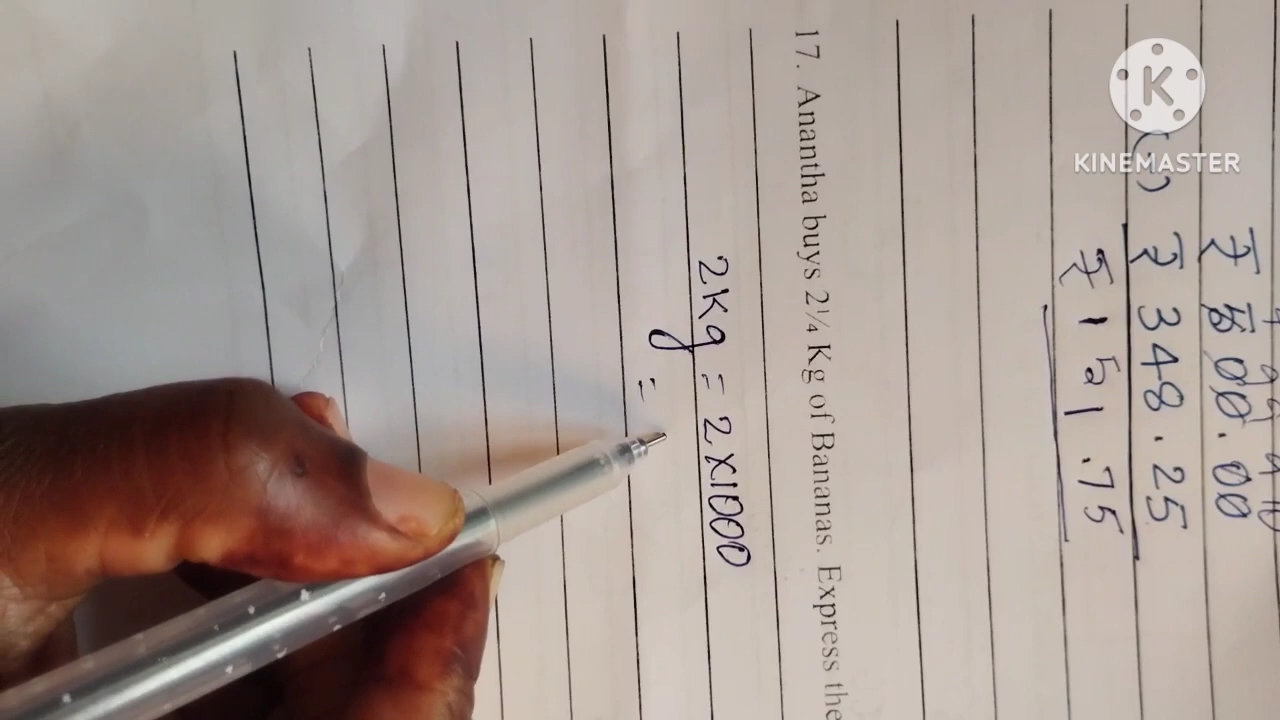 ₹ 500.00
₹ 348.25
₹ 151.75
17. Anantha buys 2¼ Kg of Bananas. Express the
2Kg = 2×1000
=
KINEMASTER